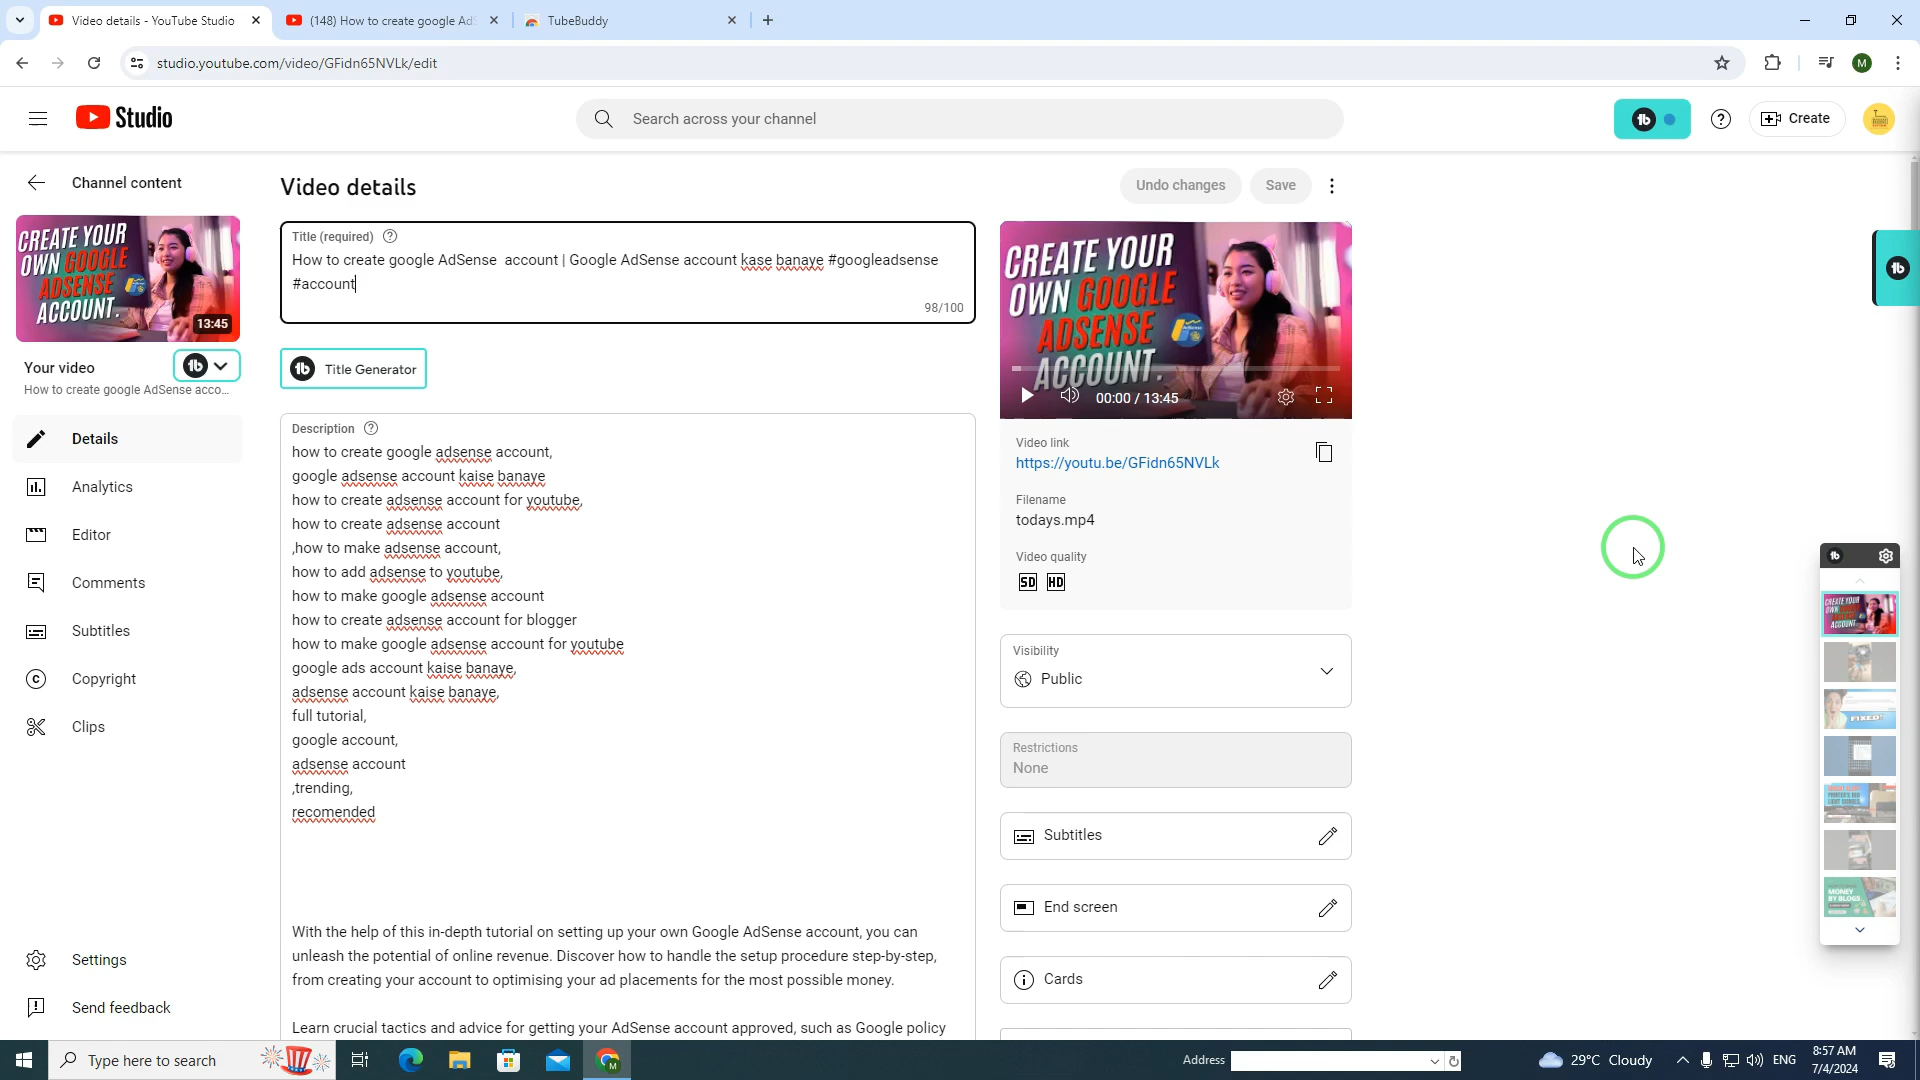 Video details - YouTube Studio
(148) How to create google Ad
TubeBuddy
studio.youtube.com/video/GFidn65NVLk/edit
M
Studio
Search across your channel
Create
Channel content
Video details
Undo changes
Save
CREATE YOUR
OWN GOOGLE
ADSENSE
ACCOUNT.
13:45
Your video
How to create google AdSense acco...
Details
Analytics
Editor
Comments
Subtitles
Copyright
Clips
Settings
Send feedback
Title (required)
How to create google AdSense  account | Google AdSense account kase banaye #googleadsense
#account
98/100
Title Generator
Description
how to create google adsense account,
google adsense account kaise banaye
how to create adsense account for youtube,
how to create adsense account
,how to make adsense account,
how to add adsense to youtube,
how to make google adsense account
how to create adsense account for blogger
how to make google adsense account for youtube
google ads account kaise banaye,
adsense account kaise banaye,
full tutorial,
google account,
adsense account
,trending,
recomended
With the help of this in-depth tutorial on setting up your own Google AdSense account, you can
unleash the potential of online revenue. Discover how to handle the setup procedure step-by-step,
from creating your account to optimising your ad placements for the most possible money.
Learn crucial tactics and advice for getting your AdSense account approved, such as Google policy
CREATE YOUR
OWN GOOGLE
ADSENSE
ACCOUNT.
00:00 / 13:45
Video link
https://youtu.be/GFidn65NVLk
Filename
todays.mp4
Video quality
SD HD
Visibility
Public
Restrictions
None
Subtitles
End screen
Cards
CREATE YOUR
ACCOUNT
FIXED!
MONEY
BY BLOGS
Type here to search
Address
29°C Cloudy
ENG
8:57 AM
7/4/2024